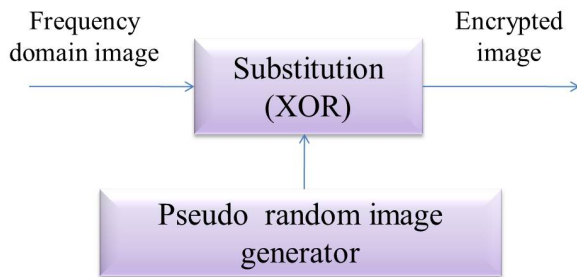 Frequency
domain image
Substitution
(XOR)
Encrypted
image
Pseudo random image
generator